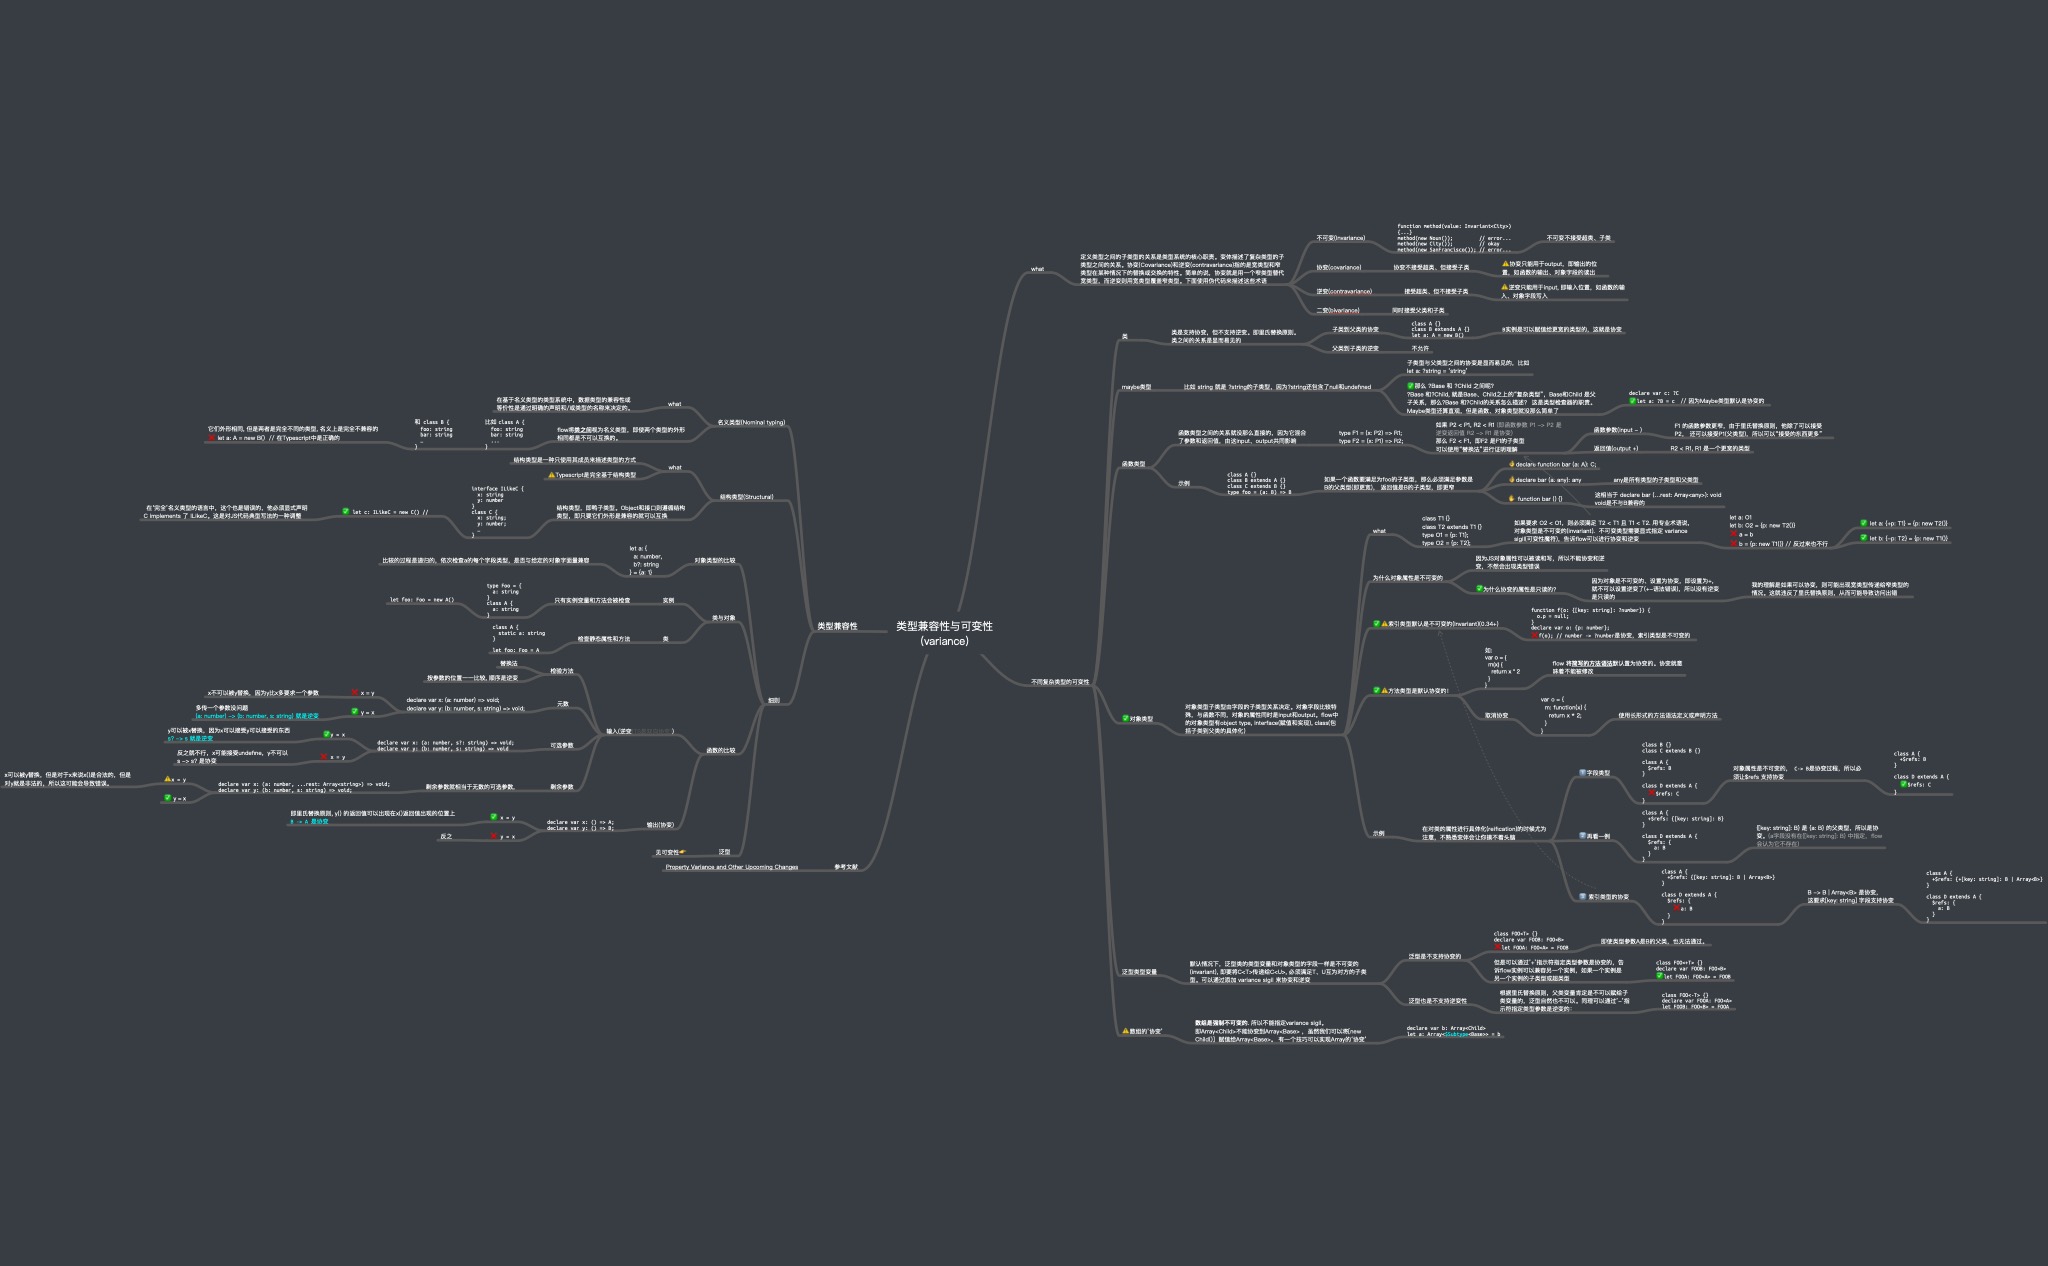 类型兼容性与可变性
(variance)
what
定义类型之间的子类型的关系是类型系统的核心职责。变体描述了复杂类型的子
类型之间的关系。协变(Covariance)和逆变(contravariance)指的是宽类型和窄
类型在某种情况下的替换或交换的特性。简单的说，协变就是用一个窄类型替代
宽类型，而逆变则用宽类型覆盖窄类型。下面使用伪代码来描述这些术语
不可变(Invariance)
function method(value: Invariant<City>)
{...}
method(new Noun()); // error...
method(new City()); // okay
method(new SanFrancisco()); // error...
不可变不接受超类、子类
协变(covariance)
协变不接受超类、但接受子类
⚠️协变只能用于output，即输出的位
置，如函数的输出、对象字段的读出
逆变(contravariance)
接受超类、但不接受子类
⚠️逆变只能用于input, 即输入位置，如函数的输
入、对象字段写入
二变(bivariance)
同时接受父类和子类
不同复杂类型的可变性
类
类是支持协变，但不支持逆变。即里氏替换原则。
类之间的关系是显而易见的
子类到父类的协变
class A {}
class B extends A {}
let a: A = new B()
B实例是可以赋值给更宽的类型的，这就是协变
父类到子类的逆变
不允许
maybe类型
比如 string 就是 ?string的子类型，因为?string还包含了null和undefined
子类型与父类型之间的协变是显而易见的，比如
let a: ?string = 'string'
✅那么 ?Base 和 ?Child 之间呢?
?Base 和?Child, 就是Base、Child之上的"复杂类型"，Base和Child 是父
子关系，那么?Base 和?Child的关系怎么描述？ 这是类型检查器的职责。
Maybe类型还算直观，但是函数、对象类型就没那么简单了
declare var c: ?C
✅let a: ?B = c // 因为Maybe类型默认是协变的
函数类型
函数类型之间的关系就没那么直接的，因为它混合
了参数和返回值，由这input、output共同影响
type F1 = (x: P2) => R1;
type F2 = (x: P1) => R2;
如果 P2 < P1, R2 < R1 (即函数参数 P1 -> P2 是
逆变返回值 R2 -> R1 是协变)
那么 F2 < F1，即F2 是F1的子类型
可以使用"替换法"进行证明理解
函数参数(input - )
F1 的函数参数更窄，由于里氏替换原则，他除了可以接受
P2， 还可以接受P1(父类型)，所以可以"接受的东西更多"
返回值(output +)
R2 < R1, R1 是一个更宽的类型
示例
class A {}
class B extends A {}
class C extends B {}
type foo = (a: B) => B
如果一个函数要满足为foo的子类型，那么必须满足参数是
B的父类型(即更宽)， 返回值是B的子类型，即更窄
declare function bar (a: A): C;
declare bar (a: any): any
any是所有类型的子类型和父类型
function bar () {}
这相当于 declare bar (...rest: Array<any>): void
void是不与B兼容的
✅对象类型
对象类型子类型由字段的子类型关系决定。对象字段比较特
殊，与函数不同，对象的属性同时是input和output。flow中
的对象类型有object type, interface(赋值和实现), class(包
括子类到父类的具体化)
what
class T1 {}
class T2 extends T1 {}
type O1 = {p: T1};
type O2 = {p: T2};
如果要求 O2 < O1，则必须满足 T2 < T1 且 T1 < T2. 用专业术语说，
对象类型是不可变的(invariant)．不可变类型需要显式指定 variance
sigil(可变性魔符)，告诉flow可以进行协变和逆变
let a: O1
let b: O2 = {p: new T2()}
❌ a = b
❌ b = {p: new T1()} // 反过来也不行
✅ let a: {+p: T1} = {p: new T2()}
✅ let b: {-p: T2} = {p: new T1()}
为什么对象属性是不可变的
因为JS对象属性可以被读和写，所以不能协变和逆
变，不然会出现类型错误
✅为什么协变的属性是只读的?
因为对象是不可变的，设置为协变，即设置为+，
就不可以设置逆变了(+-语法错误)，所以没有逆变
是只读的
我的理解是如果可以协变，则可能出现宽类型传递给窄类型的
情况。这就违反了里氏替换原则，从而可能导致访问出错
✅⚠️索引类型默认是不可变的(Invariant)(0.34+)
function f(o: {[key: string]: ?number}) {
o.p = null;
}
declare var o: {p: number};
❌f(o); // number -> ?number是协变，索引类型是不可变的
✅⚠️方法类型是默认协变的！
如:
var o = {
m(x) {
return x * 2
}
}
flow 将简写的方法语法默认置为协变的。协变就意
味着不能被修改
取消协变
var o = {
m: function(x) {
return x * 2;
}
}
使用长形式的方法语法定义或声明方法
示例
在对类的属性进行具体化(reification)的时候尤为
注意，不熟悉变体会让你摸不着头脑
字段类型
class B {}
class C extends B {}
class A {
$refs: B
}
class D extends A {
❌$refs: C
}
对象属性是不可变的， C-> B是协变过程，所以必
须让$refs 支持协变
class A {
+$refs: B
}
class D extends A {
✅$refs: C
}
再看一例
class A {
+$refs: {[key: string]: B}
}
class D extends A {
$refs: {
a: B
}
}
{[key: string]: B} 是 {a: B} 的父类型，所以是协
变。(a字段没有在{[key: string]: B} 中指定，flow
会认为它不存在)
索引类型的协变
class A {
+$refs: {[key: string]: B | Array<B>}
}
class D extends A {
$refs: {
❌a: B
}
}
B -> B | Array<B> 是协变，
这要求[key: string] 字段支持协变
class A {
+$refs: {+[key: string]: B | Array<B>}
}
class D extends A {
$refs: {
a: B
}
}
泛型类型变量
默认情况下，泛型类的类型变量和对象类型的字段一样是不可变的
(invariant), 即要将C<T>传递给C<U>, 必须满足T、U互为对方的子类
型。可以通过添加 variance sigil 来协变和逆变
泛型是不支持协变的
class FOO<T> {}
declare var FOOB: FOO<B>
❌let FOOA: FOO<A> = FOOB
即使类型参数A是B的父类，也无法通过。
但是可以通过'+'指示符指定类型参数是协变的，告
诉flow实例可以兼容另一个实例，如果一个实例是
另一个实例的子类型或超类型
class FOO<+T> {}
declare var FOOB: FOO<B>
✅let FOOA: FOO<A> = FOOB
泛型也是不支持逆变性
根据里氏替换原则，父类变量肯定是不可以赋给子
类变量的，泛型自然也不可以。同理可以通过'-'指
示符指定类型参数是逆变的:
class FOO<-T> {}
declare var FOOA: FOO<A>
let FOOB: FOO<B> = FOOA
⚠️数组的'协变'
数组是强制不可变的. 所以不能指定variance sigil。
即Array<Child>不能协变到Array<Base> ，虽然我们可以将[new
Child()] 赋值给Array<Base>。 有一个技巧可以实现Array的'协变'
declare var b: Array<Child>
let a: Array<$Subtype<Base>> = b
类型兼容性
名义类型(Nominal typing)
what
在基于名义类型的类型系统中，数据类型的兼容性或
等价性是通过明确的声明和/或类型的名称来决定的。
flow将类之间视为名义类型，即使两个类型的外形
相同都是不可以互换的。
比如 class A {
foo: string
bar: string
...
}
和 class B {
foo: string
bar: string
…
}
它们外形相同, 但是两者是完全不同的类型, 名义上是完全不兼容的
❌ let a: A = new B() // 在Typescript中是正确的
结构类型(Structural)
what
结构类型是一种只使用其成员来描述类型的方式
⚠️Typescript是完全基于结构类型
结构类型，即鸭子类型，Object和接口则遵循结构
类型，即只要它们外形是兼容的就可以互换
interface ILikeC {
x: string
y: number
}
class C {
x: string;
y: number;
…
}
✅ let c: ILikeC = new C() //
在"完全"名义类型的语言中，这个也是错误的，他必须显式声明
C implements 了 ILikeC。这是对JS代码典型写法的一种调整
细则
对象类型的比较
let a: {
a: number,
b?: string
} = {a: 1}
比较的过程是递归的，依次检查a的每个字段类型，是否与给定的对象字面量兼容
类与对象
实例
只有实例变量和方法会被检查
type Foo = {
a: string
}
class A {
a: string
}
let foo: Foo = new A()
类
检查静态属性和方法
class A {
static a: string
}
let foo: Foo = A
函数的比较
输入(逆变
检验方法
替换法
按参数的位置一一比较, 顺序是逆变
元数
declare var x: (a: number) => void;
declare var y: (b: number, s: string) => void;
❌ x = y
x不可以被y替换，因为y比x多要求一个参数
✅ y = x
多传一个参数没问题
(a: number) -> (b: number, s: string) 就是逆变
可选参数
declare var x: (a: number, s?: string) => void;
declare var y: (b: number, s: string) => void
✅y = x
y可以被x替换，因为x可以接受y可以接受的东西
s? -> s 就是逆变
❌ x = y
反之就不行，x可能接受undefine，y不可以
s -> s? 是协变
剩余参数
剩余参数就相当于无数的可选参数，
declare var x: (a: number, ...rest: Array<string>) => void;
declare var y: (b: number, s: string) => void;
⚠️x = y
x可以被y替换，但是对于x来说x()是合法的，但是
对y就是非法的，所以这可能会导致错误。
✅ y = x
输出(协变)
declare var x: () => A;
declare var y: () => B;
✅ x = y
即里氏替换原则, y() 的返回值可以出现在x()返回值出现的位置上
B -> A 是协变
❌ y = x
反之
泛型
见可变性👉
参考文献
Property Variance and Other Upcoming Changes